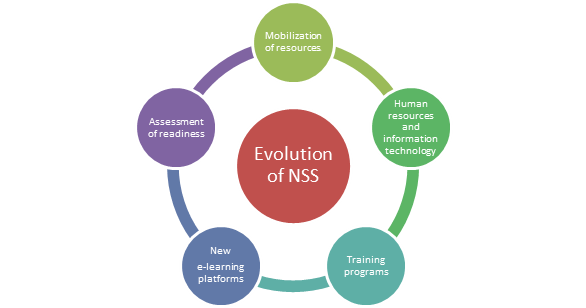 Mobilization
of resources
Human
resources
and
information
technology
Training
programs
New
e-learning
platforms
Assessment
of readiness
Evolution
of NSS